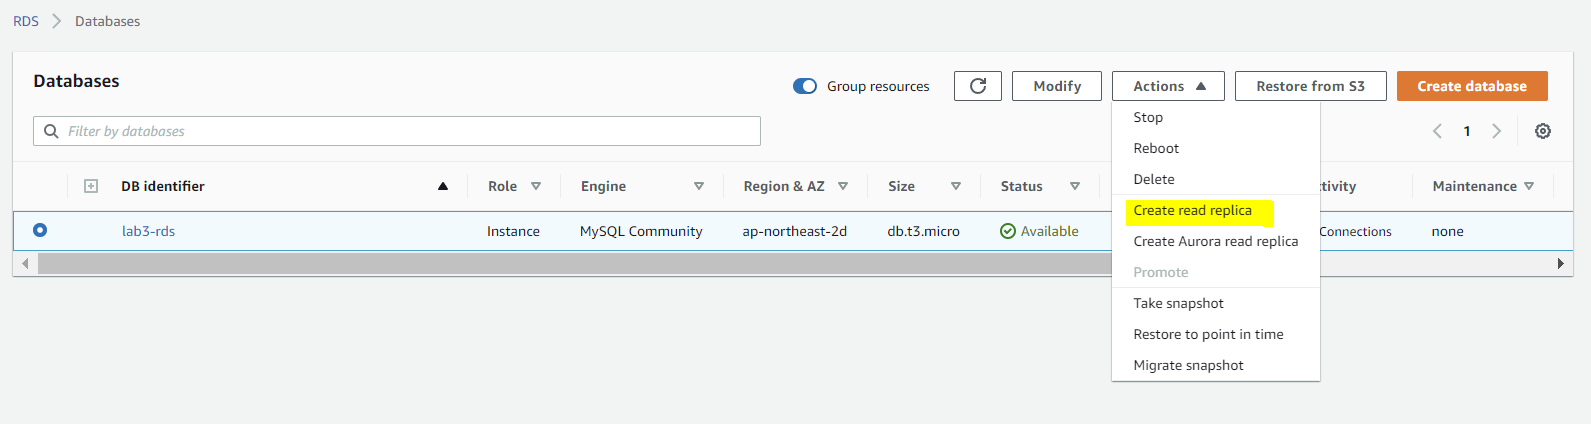 RDS > Databases
Databases
Group resources
Modify
Actions
Restore from S3
Create database
Filter by databases
1
Stop
Reboot
Delete
Create read replica
Create Aurora read replica
Promote
Take snapshot
Restore to point in time
Migrate snapshot
DB identifier Role Engine Region & AZ Size Status tivity Maintenance
lab3-rds Instance MySQL Community ap-northeast-2d db.t3.micro Available Connections none